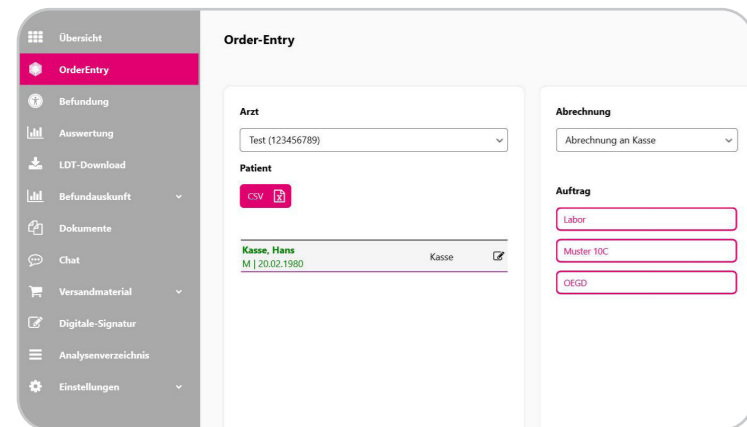 Übersicht
OrderEntry
Befundung
Auswertung
LDT-Download
Befundauskunft
Dokumente
Chat
Versandmaterial
Digitale-Signatur
Analysenverzeichnis
Einstellungen
Order-Entry
Arzt
Test (123456789)
Patient
CSV
Kasse, Hans
M | 20.02.1980
Kasse
Abrechnung
Abrechnung an Kasse
Auftrag
Labor
Muster 10C
OEGD